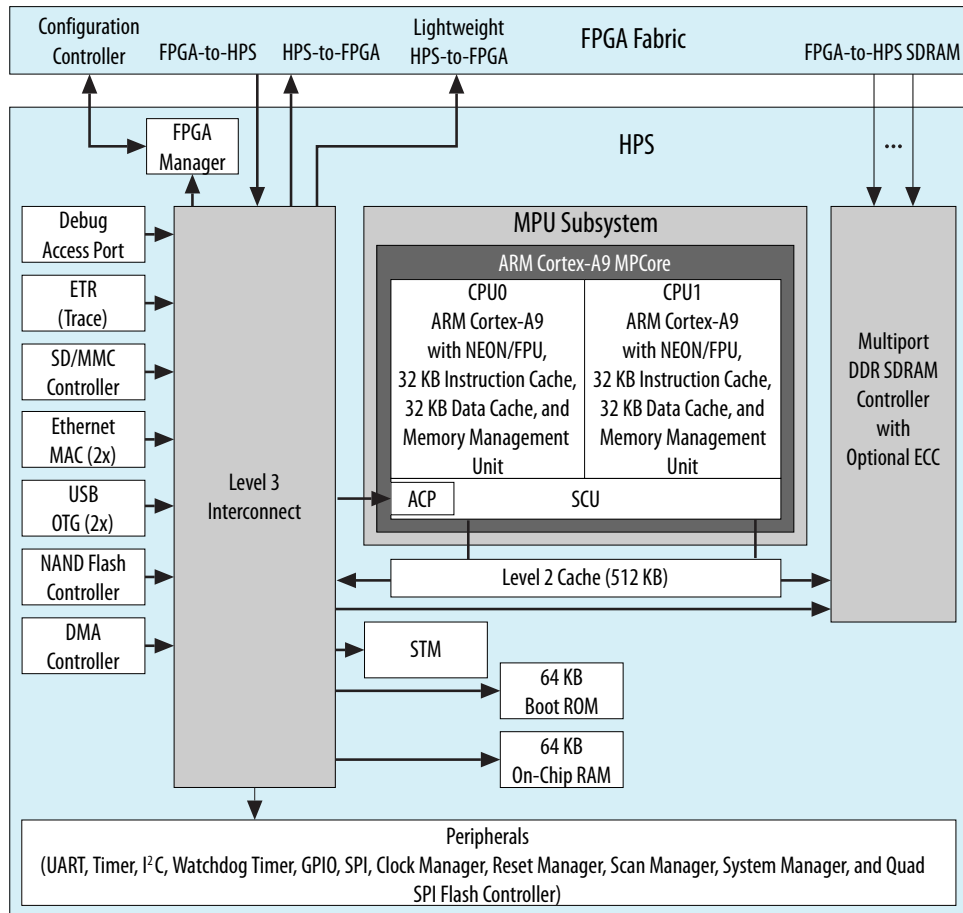 Configuration
Controller
FPGA-to-HPS
HPS-to-FPGA
Lightweight
HPS-to-FPGA
FPGA Fabric
FPGA-to-HPS SDRAM
FPGA
Manager
HPS
...
Debug
Access Port
ETR
(Trace)
SD/MMC
Controller
Ethernet
MAC (2x)
USB
OTG (2x)
NAND Flash
Controller
DMA
Controller
Level 3
Interconnect
MPU Subsystem
ARM Cortex-A9 MPCore
CPU0
ARM Cortex-A9
with NEON/FPU,
32 KB Instruction Cache,
32 KB Data Cache, and
Memory Management
Unit
CPU1
ARM Cortex-A9
with NEON/FPU,
32 KB Instruction Cache,
32 KB Data Cache, and
Memory Management
Unit
ACP
SCU
Level 2 Cache (512 KB)
Multiport
DDR SDRAM
Controller
with
Optional ECC
STM
64 KB
Boot ROM
64 KB
On-Chip RAM
Peripherals
(UART, Timer, I²C, Watchdog Timer, GPIO, SPI, Clock Manager, Reset Manager, Scan Manager, System Manager, and Quad
SPI Flash Controller)